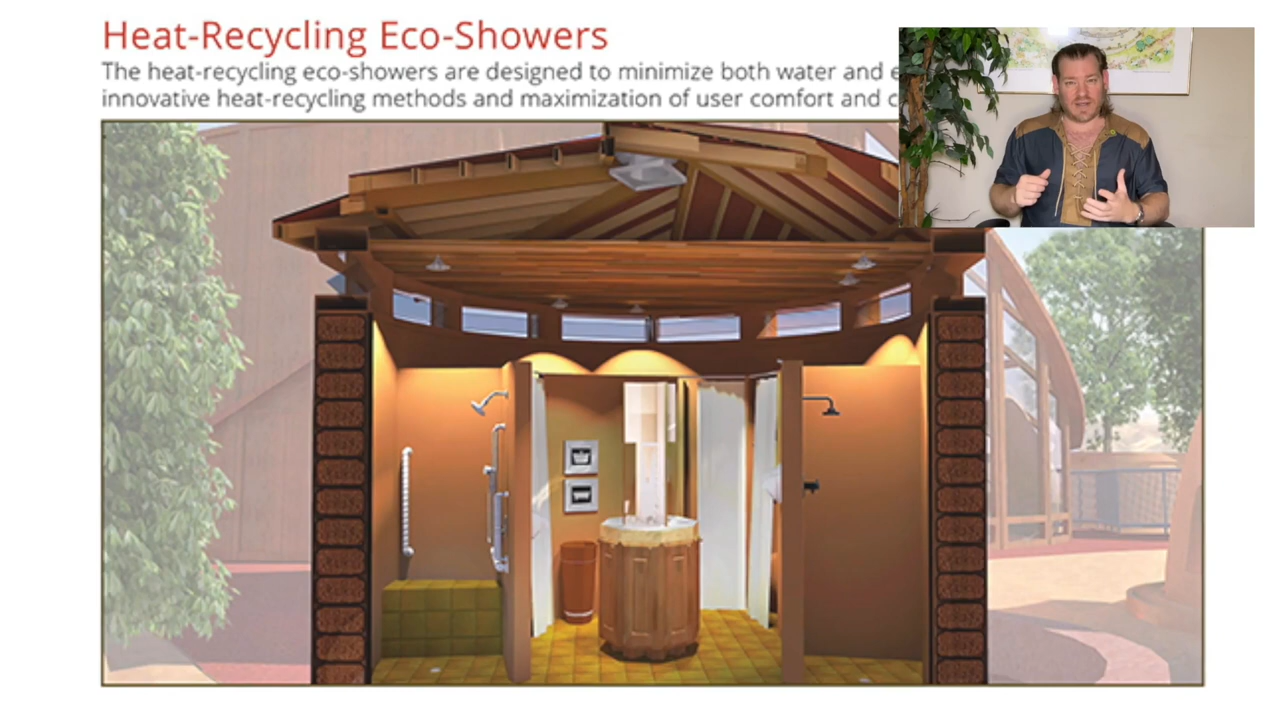 Heat-Recycling Eco-Showers
The heat-recycling eco-showers are designed to minimize both water and
innovative heat-recycling methods and maximization of user comfort and